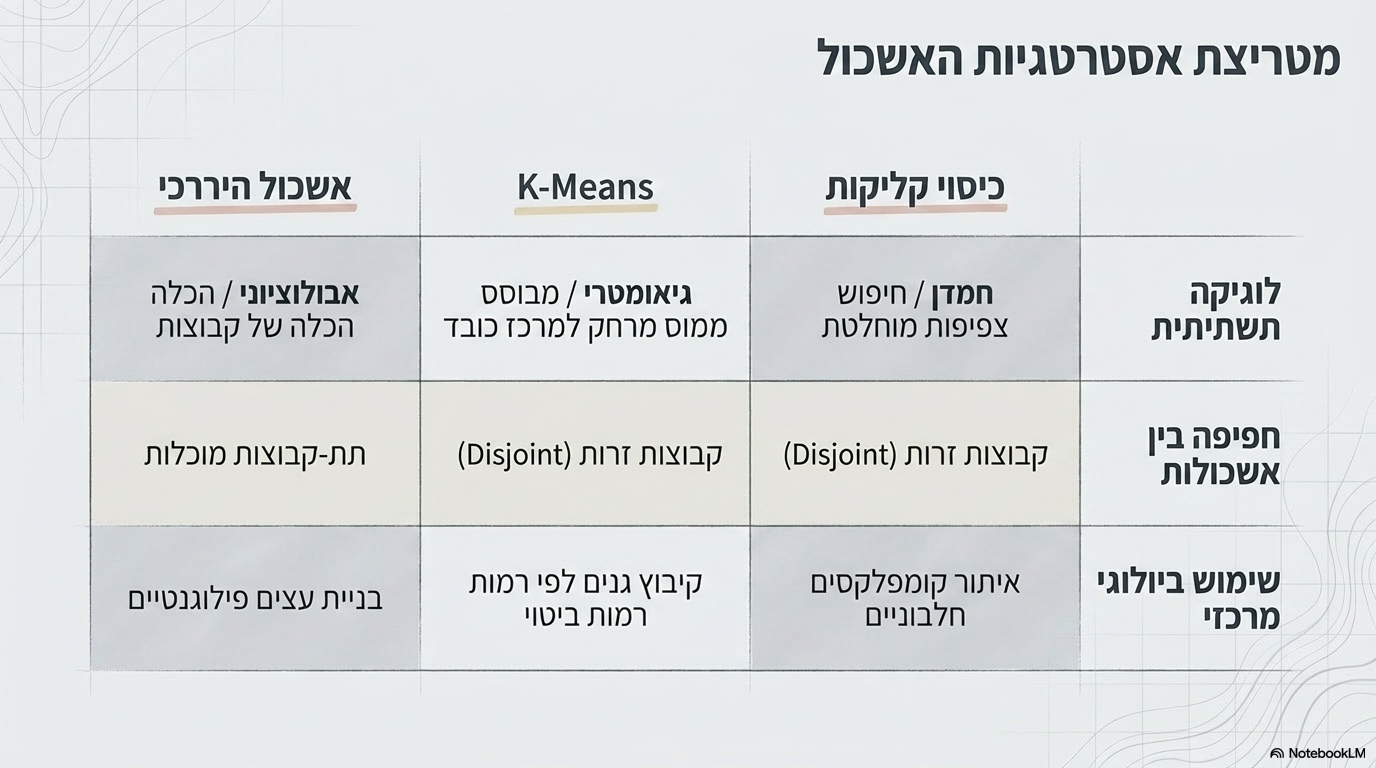 מטריצת אסטרטגיות האשכול
כיסוי קליקות
K-Means
אשכול היררכי
לוגיקה
תשתיתית
חמדן / חיפוש
צפיפות מוחלטת
גיאומטרי / מבוסס
ממוס מרחק למרכז כובד
אבולוציוני / הכלה
הכלה של קבוצות
חפיפה בין
אשכולות
קבוצות זרות (Disjoint)
קבוצות זרות (Disjoint)
תת-קבוצות מוכלות
שימוש ביולוגי
מרכזי
איתור קומפלקסים
חלבוניים
קיבוץ גנים לפי רמות
רמות ביטוי
בניית עצים פילוגנטיים
NotebookLM